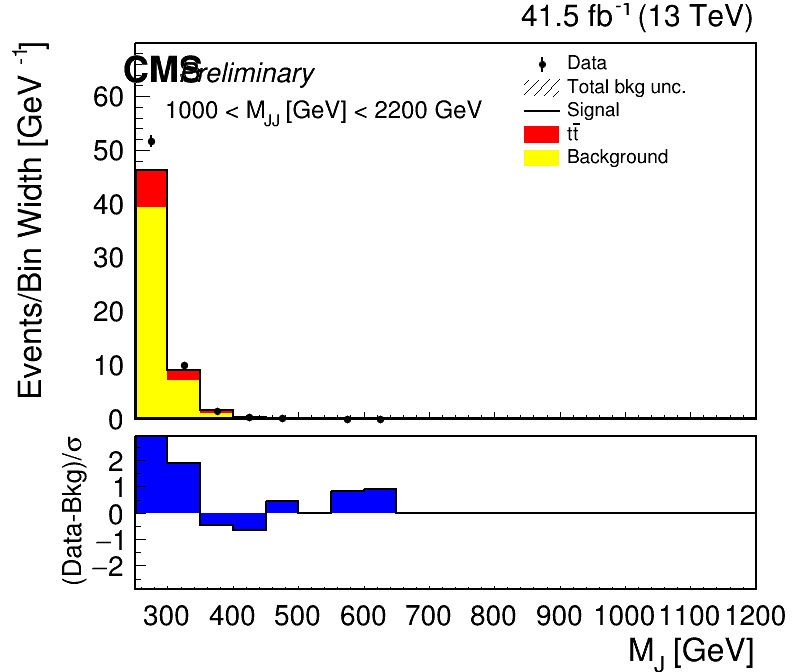 41.5 fb⁻¹ (13 TeV)
CMS Preliminary
1000 < M_JJ [GeV] < 2200 GeV
Data
Total bkg unc.
Signal
tt̄
Background
Events/Bin Width [GeV⁻¹]
60
50
40
30
20
10
0
(Data-Bkg)/σ
2
1
0
−1
−2
300 400 500 600 700 800 900 1000 1100 1200
M_J [GeV]